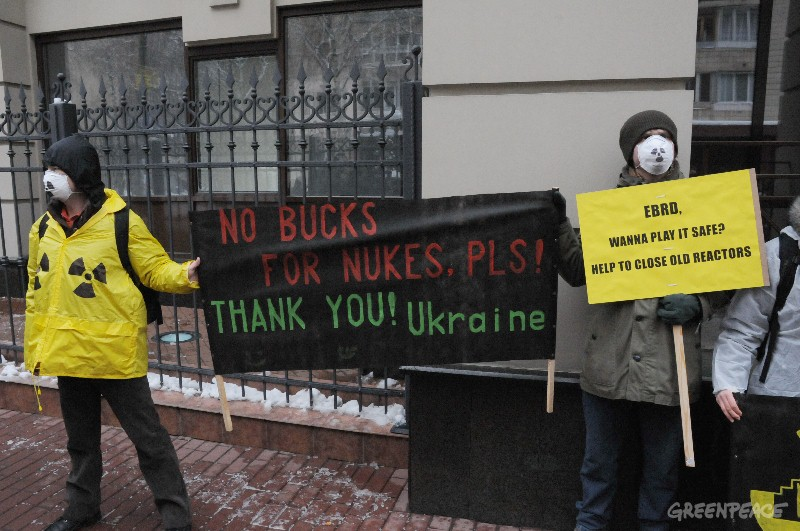 NO BUCKS
FOR NUKES, PLS!
THANK YOU! Ukraine
EBRD,
WANNA PLAY IT SAFE?
HELP TO CLOSE OLD REACTORS
GREENPEACE